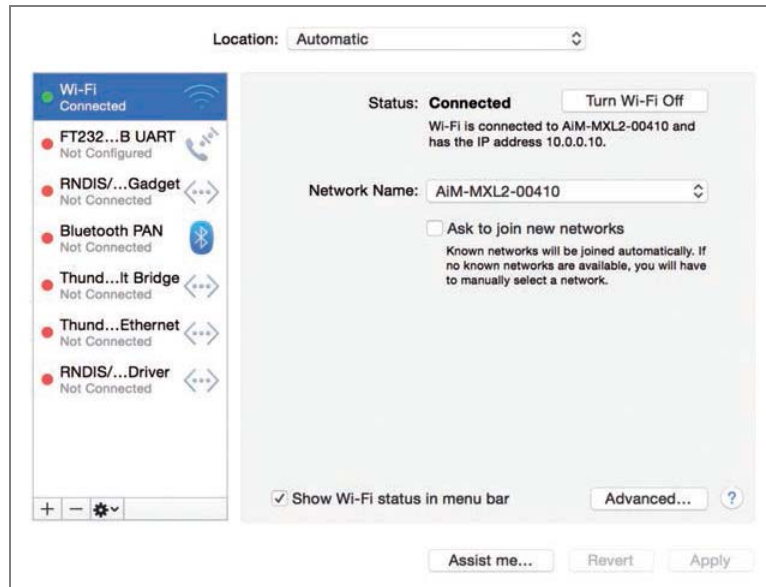 Location: Automatic
Wi-Fi
Connected
FT232...B UART
Not Configured
RNDIS/...Gadget
Not Connected
Bluetooth PAN
Not Connected
Thund...lt Bridge
Not Connected
Thund...Ethernet
Not Connected
RNDIS/...Driver
Not Connected
Status: Connected
Turn Wi-Fi Off
Wi-Fi is connected to AiM-MXL2-00410 and
has the IP address 10.0.0.10.
Network Name: AiM-MXL2-00410
Ask to join new networks
Known networks will be joined automatically. If
no known networks are available, you will have
to manually select a network.
Show Wi-Fi status in menu bar
Advanced...
?
Assist me...
Revert
Apply